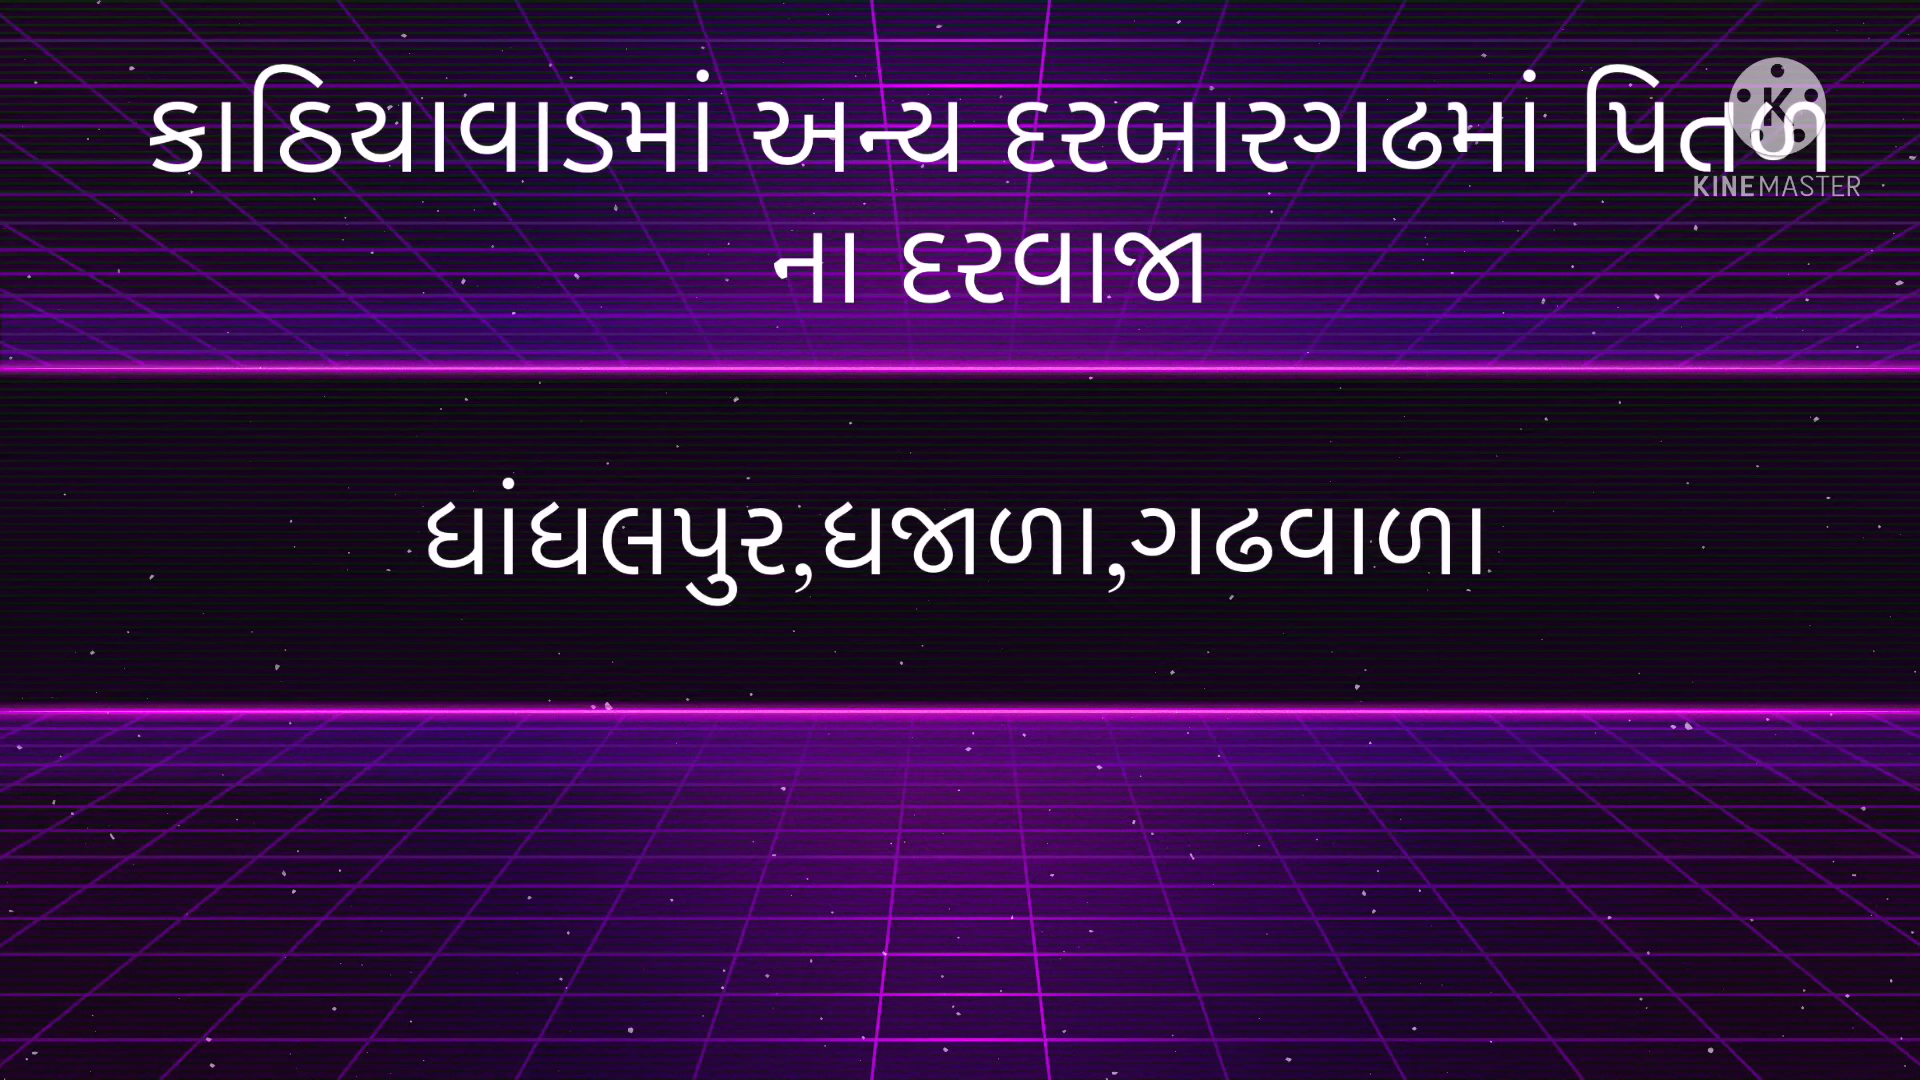 કાઠિયાવાડમાં અન્ય દરબારગઢમાં પિતળ
ના દરવાજા
ધાંધલપુર,ધજાળા,ગઢવાળા
KINEMASTER